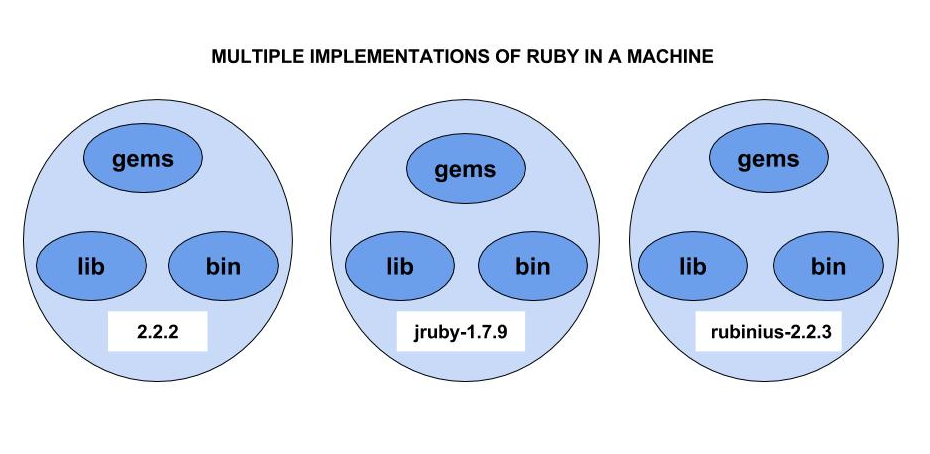 MULTIPLE IMPLEMENTATIONS OF RUBY IN A MACHINE
gems
lib
bin
2.2.2
gems
lib
bin
jruby-1.7.9
gems
lib
bin
rubinius-2.2.3